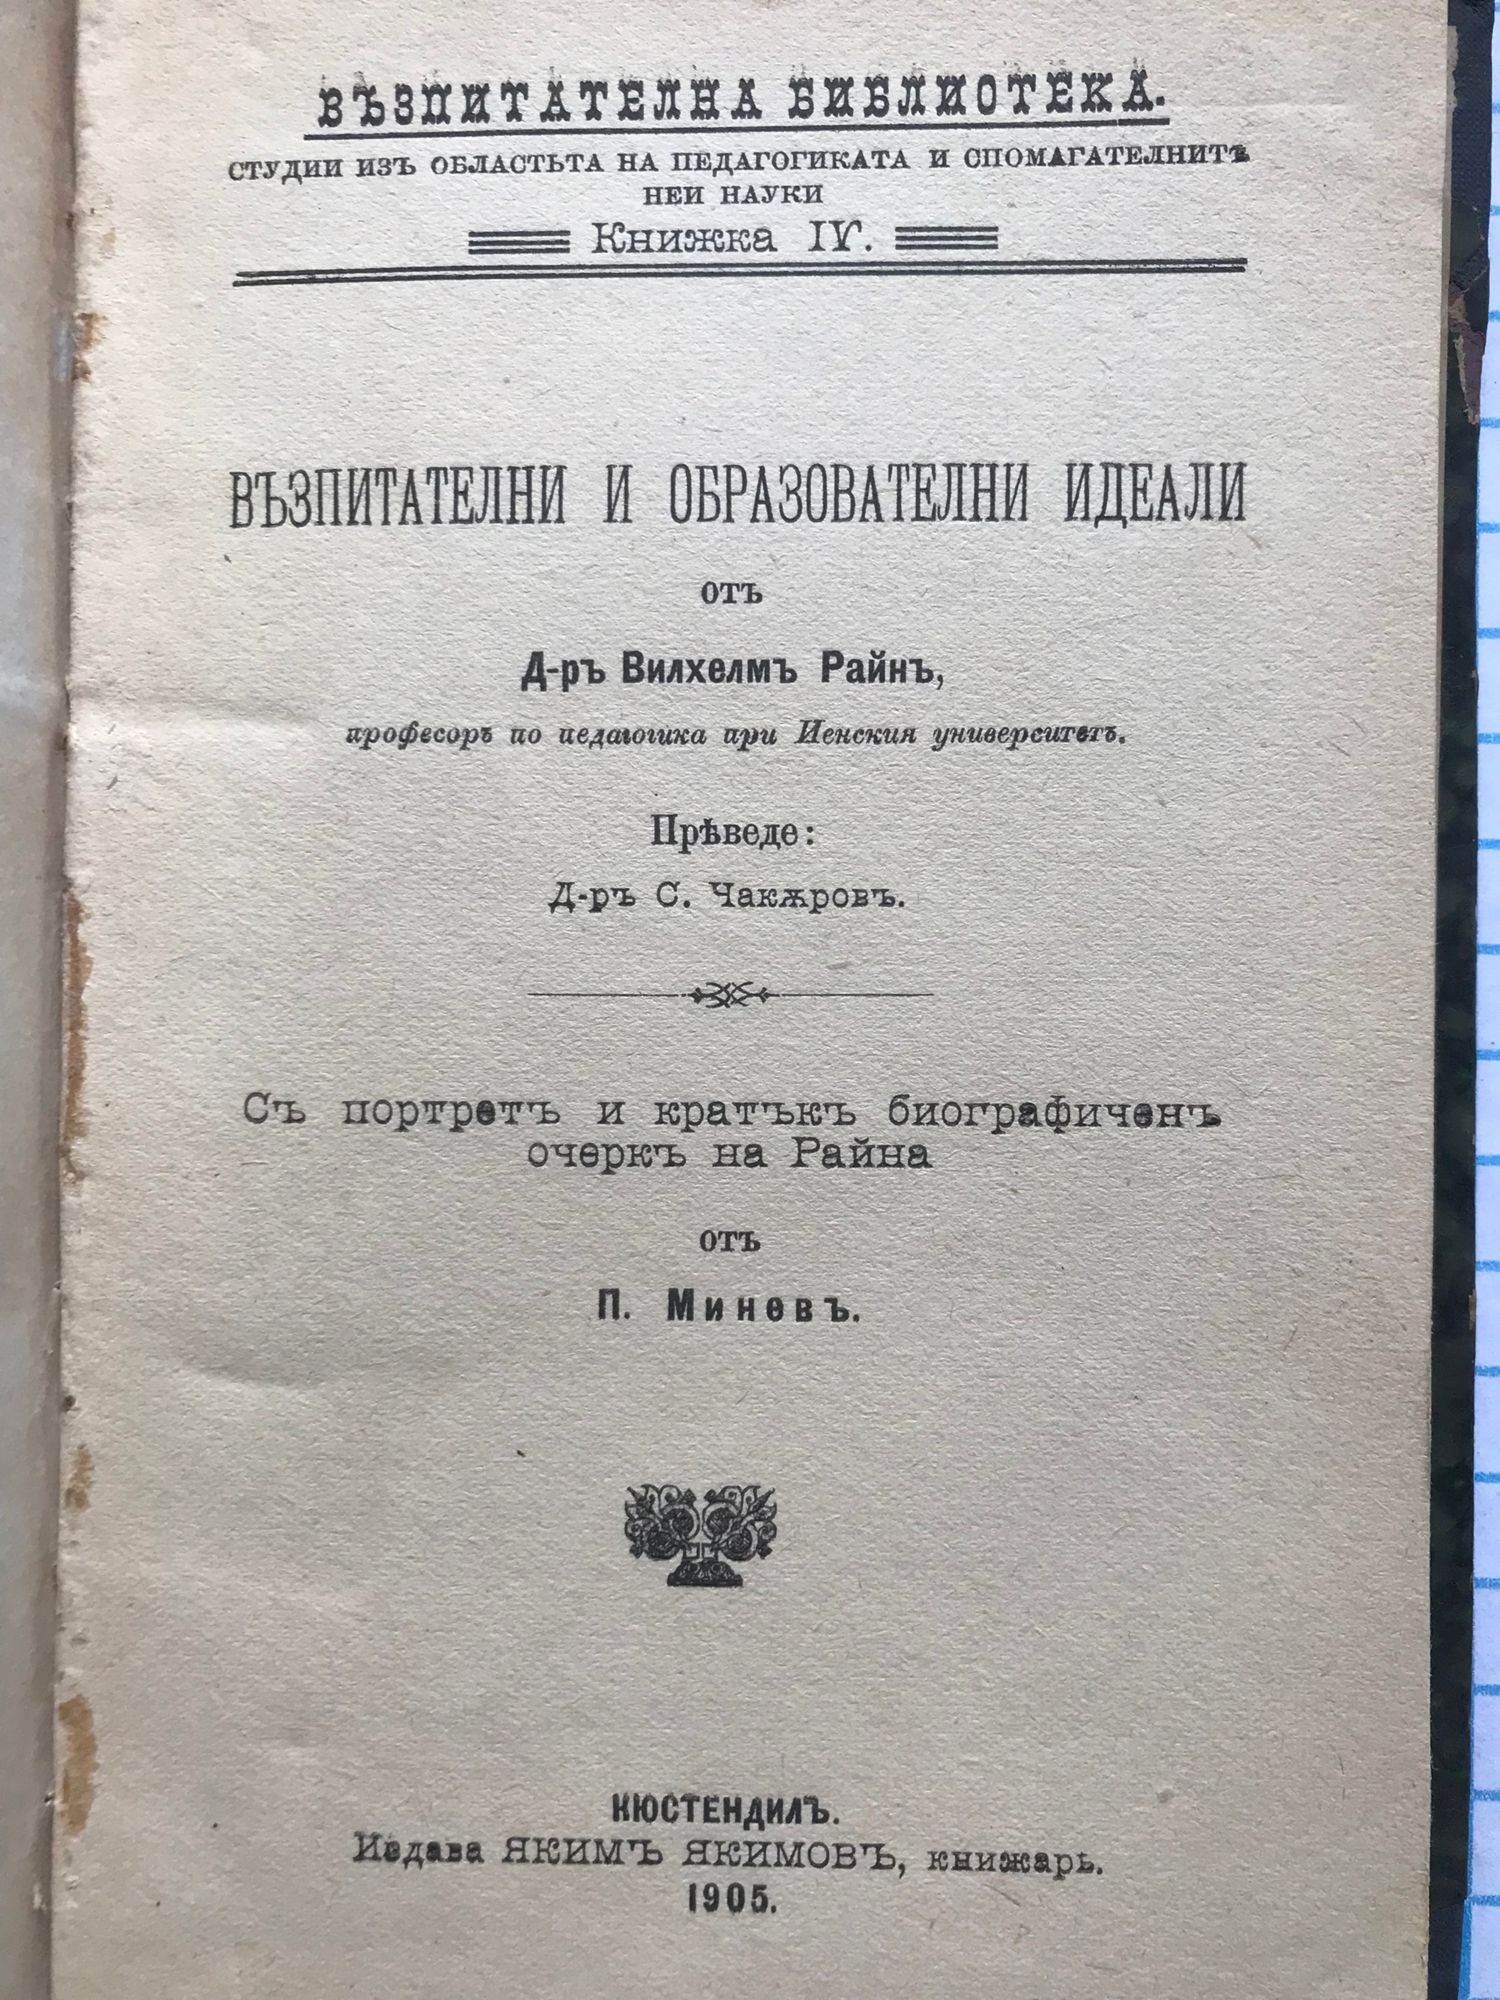 ВЪЗПИТАТЕЛНА БИБЛИОТЕКА.
СТУДИИ ИЗЪ ОБЛАСТЬТА НА ПЕДАГОГИКАТА И СПОМАГАТЕЛНИТѢ
НЕИ НАУКИ
Книжка IV.
ВЪЗПИТАТЕЛНИ И ОБРАЗОВАТЕЛНИ ИДЕАЛИ
отъ
Д-ръ Вилхелмъ Райнъ,
професоръ по педагогика при Иенския университетъ.
Прѣведе:
Д-ръ С. Чакѫровъ.
Съ портретъ и кратъкъ биографиченъ
очеркъ на Райна
отъ
П. Миневъ.
КЮСТЕНДИЛЪ.
Издава ЯКИМЪ ЯКИМОВЪ, книжарь.
1905.